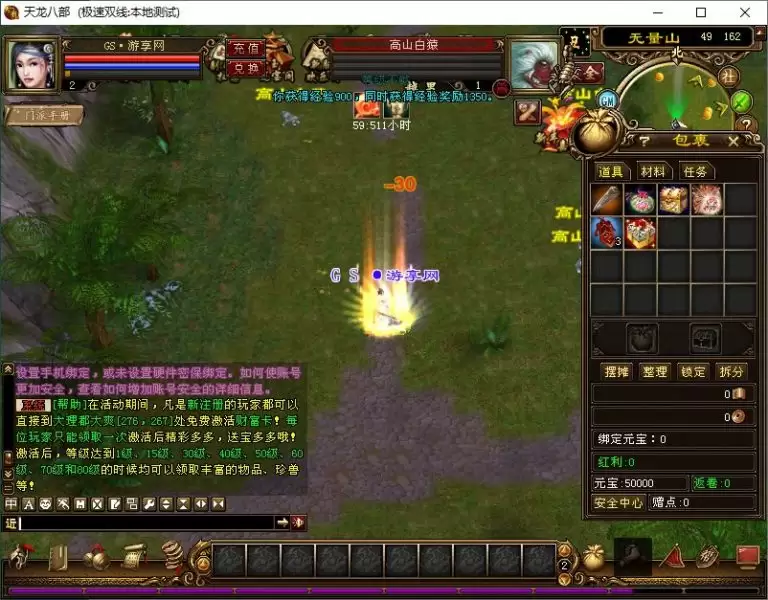 天龙八部 (极速双线:本地测试)
GS·游享网
充值
兑换
2
高山白猿
1
无量山 49 162
北
社
全
GM
门派手册
你获得经验900，同时获得经验奖励1350。
59:511小时
包裹
道具 材料 任务
3
-30
高山
高山
GS●游享网
设置手机绑定，或未设置硬件密保绑定。如何使账号
更加安全，查看如何增加账号安全的详细信息。
[帮助]在活动期间，凡是新注册的玩家都可以
直接到大理都大爽[276，267]处免费激活财富卡！每
位玩家只能领取一次激活后精彩多多，送宝多多哦！
激活后，等级达到1级、15级、30级、40级、50级、60
级、70级和80级的时候均可以领取丰富的物品、珍兽
等！
近
摆摊 整理 锁定 拆分
0
0
绑定元宝：0
红利:0
元宝:50000 返卷:0
安全中心 赠点:0
2